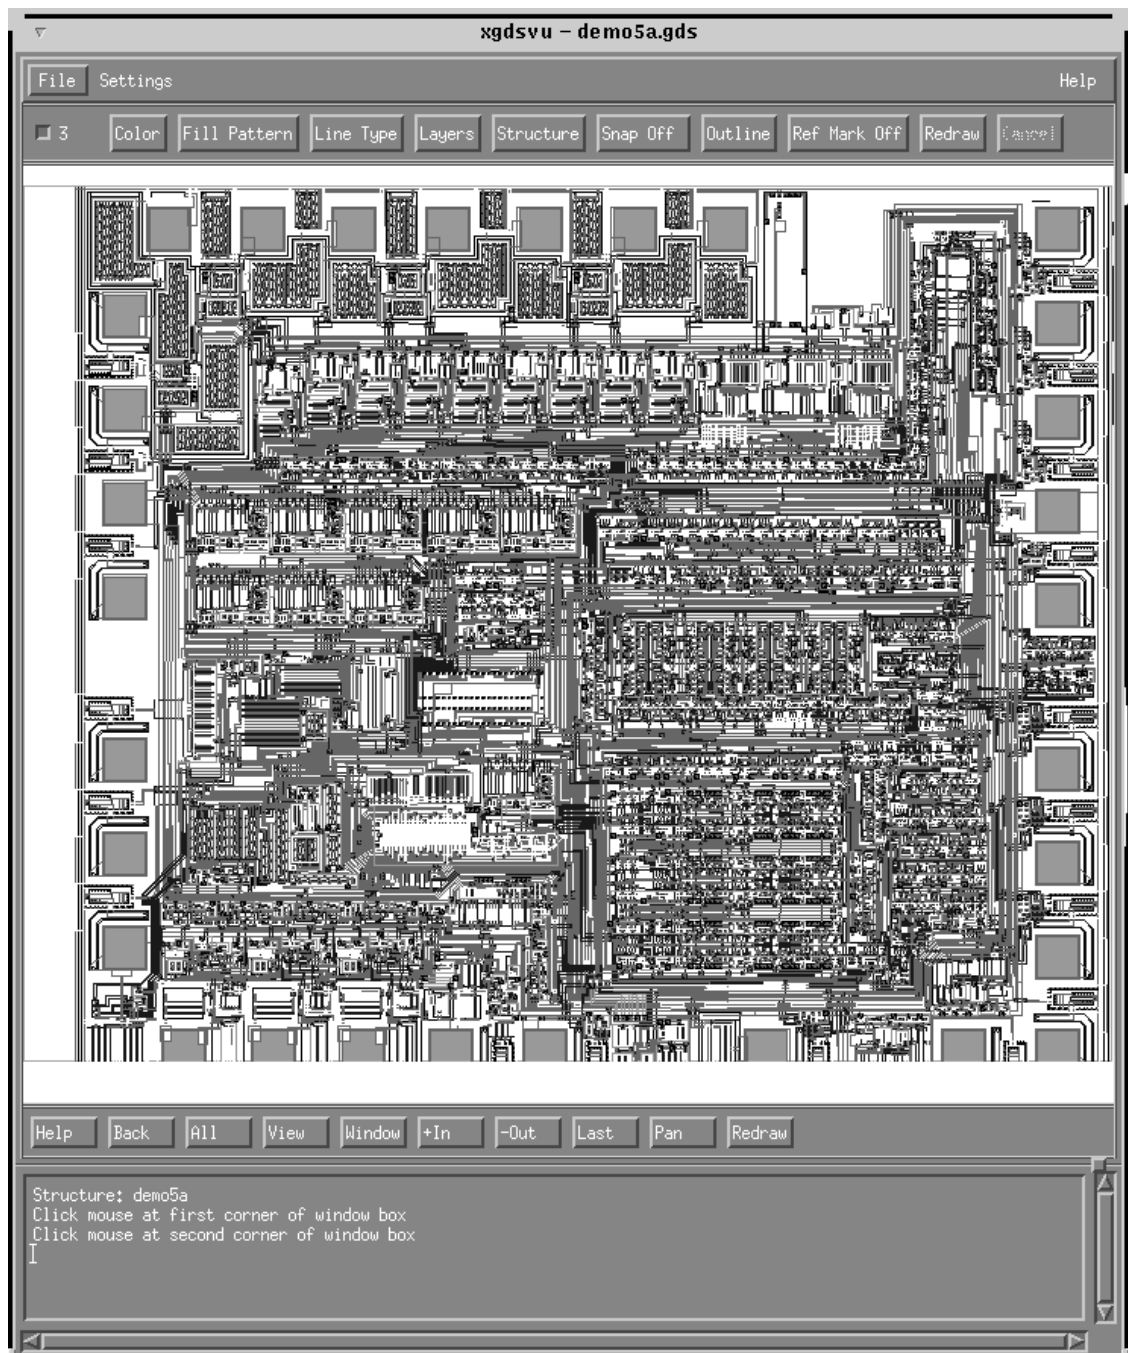 xgdsvu – demo5a.gds
File Settings Help
3 Color Fill Pattern Line Type Layers Structure Snap Off Outline Ref Mark Off Redraw Cancel
Help Back All View Window +In -Out Last Pan Redraw
Structure: demo5a
Click mouse at first corner of window box
Click mouse at second corner of window box